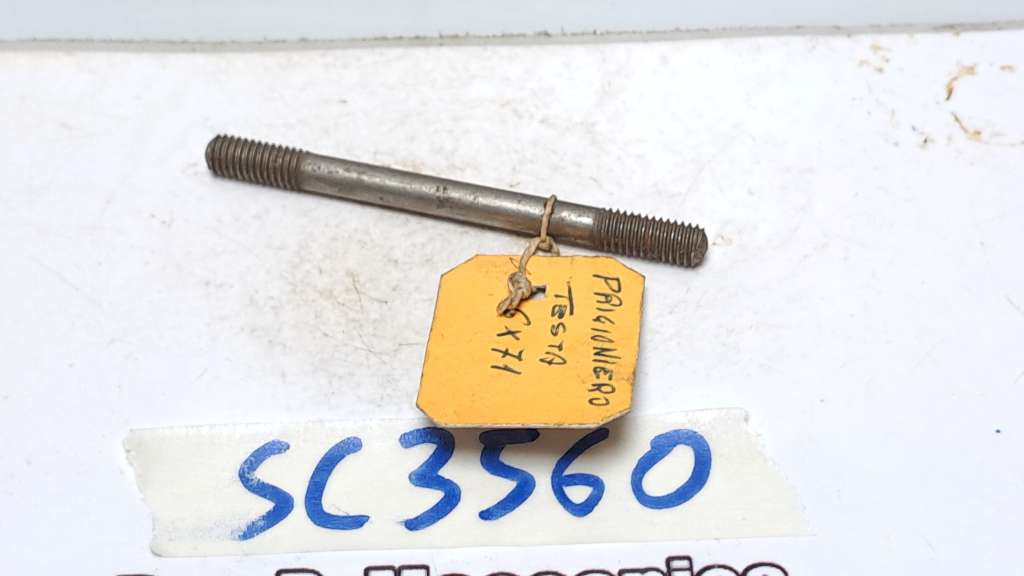 PRIGIONIERO
TESTA
6x71
SC3560